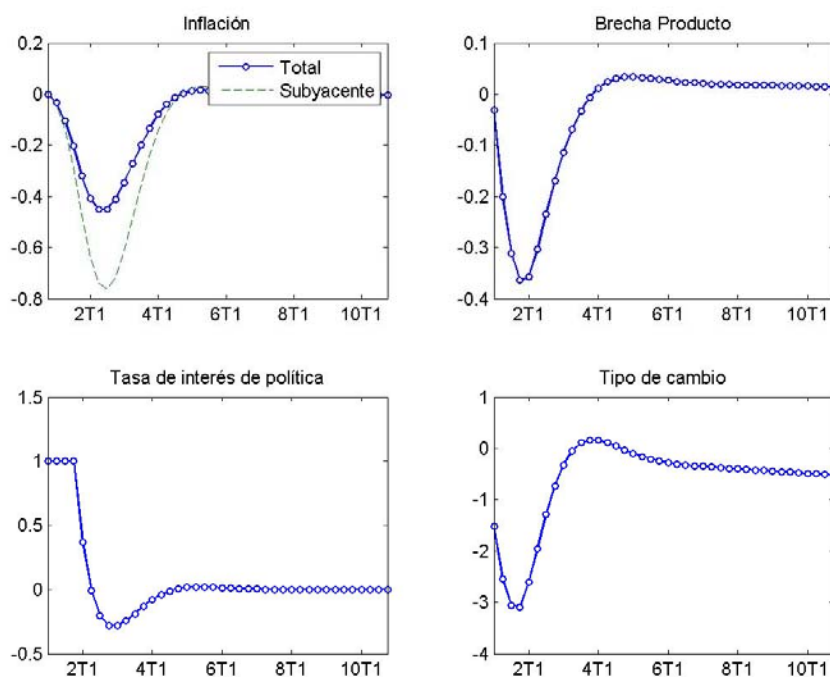 Inflación
0.2
0
-0.2
-0.4
-0.6
-0.8
2T1 4T1 6T1 8T1 10T1
Total
Subyacente
Brecha Producto
0.1
0
-0.1
-0.2
-0.3
-0.4
2T1 4T1 6T1 8T1 10T1
Tasa de interés de política
1.5
1
0.5
0
-0.5
2T1 4T1 6T1 8T1 10T1
Tipo de cambio
1
0
-1
-2
-3
-4
2T1 4T1 6T1 8T1 10T1